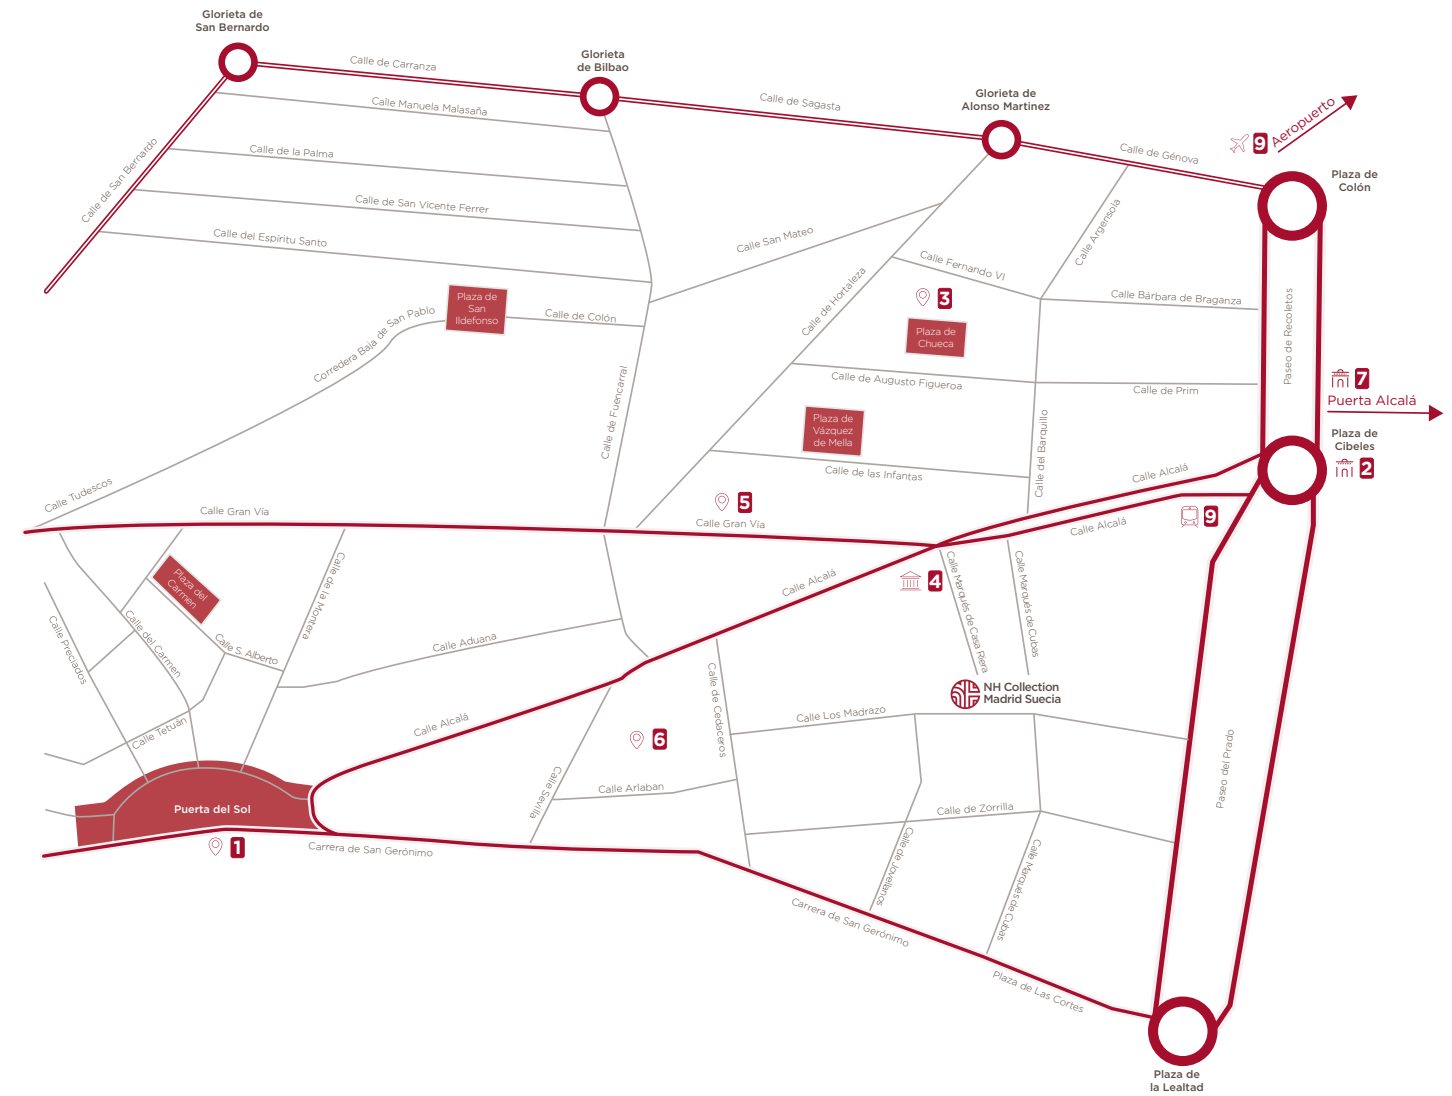 Glorieta de
San Bernardo
Glorieta
de Bilbao
Calle de Carranza
Calle Manuela Malasaña
Calle de Sagasta
Glorieta de
Alonso Martinez
Aeropuerto
9
Calle de Génova
Plaza de
Colón
Calle de San Bernardo
Calle de la Palma
Calle de San Vicente Ferrer
Calle del Espíritu Santo
Calle San Mateo
Calle Argensola
Calle Fernando VI
Calle de Hortaleza
Calle Bárbara de Braganza
Paseo de Recoletos
3
Plaza de
San
Ildefonso
Calle de Colón
Corredera Baja de San Pablo
Plaza de
Chueca
Calle de Augusto Figueroa
Calle de Prim
7
Puerta Alcalá
Calle de Fuencarral
Plaza de
Vázquez
de Mella
Calle del Barquillo
Plaza de
Cibeles
2
Calle de las Infantas
Calle Alcalá
Calle Tudescos
Calle Gran Vía
5
Calle Gran Vía
9
Calle Alcalá
Plaza del
Carmen
Calle de la Montera
Calle Alcalá
4
Calle Marqués de Casa Riera
Calle Marqués de Cubas
Calle Preciados
Calle del Carmen
Calle S. Alberto
Calle Aduana
Calle de Cedaceros
NH Collection
Madrid Suecia
Calle Tetuán
Calle Alcalá
6
Calle Los Madrazo
Paseo del Prado
Calle Sevilla
Calle Arlaban
Puerta del Sol
Calle de Zorrilla
1
Carrera de San Gerónimo
Calle de Jovellanos
Calle Marqués de Cubas
Carrera de San Gerónimo
Plaza de Las Cortes
Plaza de
la Lealtad